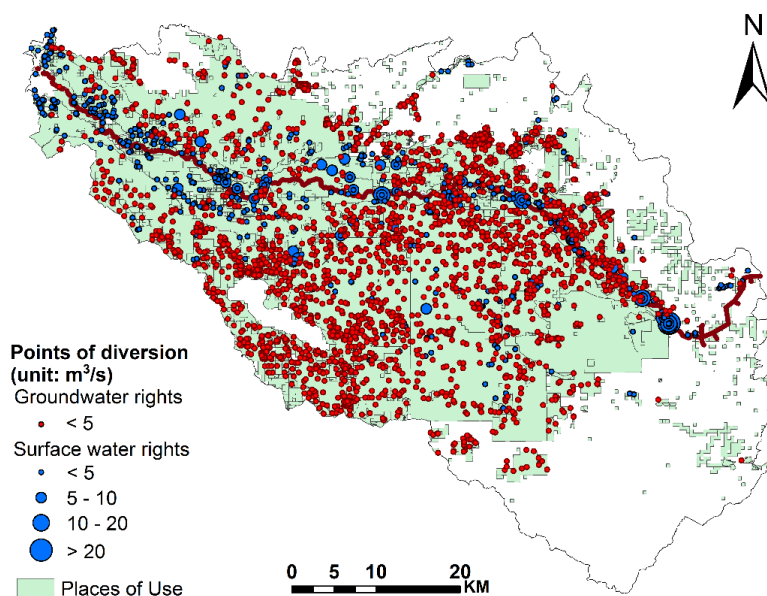 N
Points of diversion
(unit: m³/s)
Groundwater rights
< 5
Surface water rights
< 5
5 - 10
10 - 20
> 20
Places of Use
0 5 10 20
KM